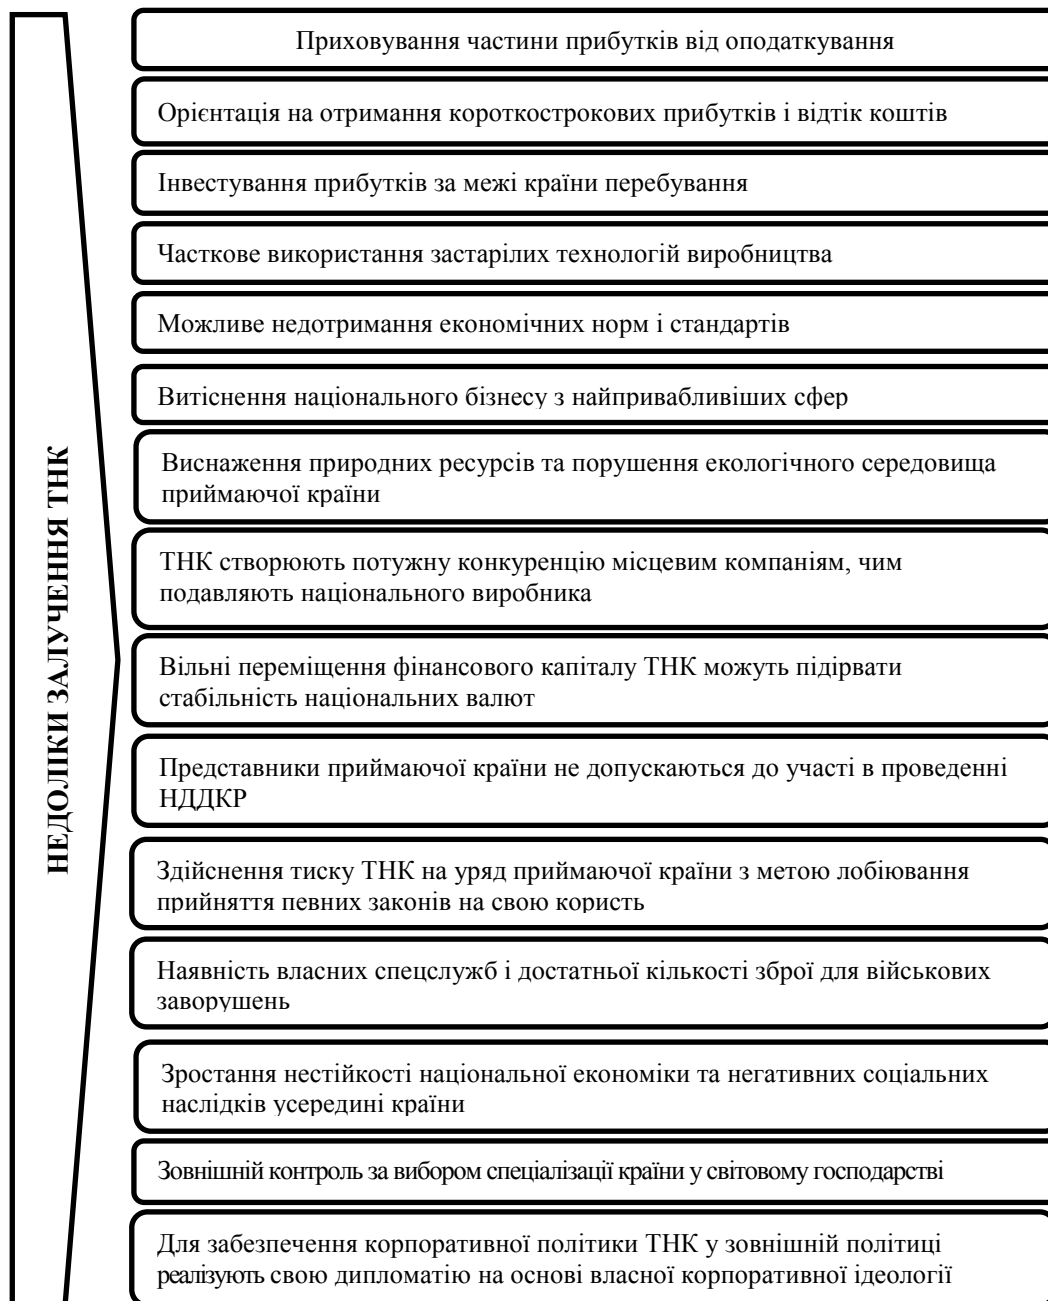 НЕДОЛІКИ ЗАЛУЧЕННЯ ТНК
Приховування частини прибутків від оподаткування
Орієнтація на отримання короткострокових прибутків і відтік коштів
Інвестування прибутків за межі країни перебування
Часткове використання застарілих технологій виробництва
Можливе недотримання економічних норм і стандартів
Витіснення національного бізнесу з найпривабливіших сфер
Виснаження природних ресурсів та порушення екологічного середовища
приймаючої країни
ТНК створюють потужну конкуренцію місцевим компаніям, чим
подавляють національного виробника
Вільні переміщення фінансового капіталу ТНК можуть підірвати
стабільність національних валют
Представники приймаючої країни не допускаються до участі в проведенні
НДДКР
Здійснення тиску ТНК на уряд приймаючої країни з метою лобіювання
прийняття певних законів на свою користь
Наявність власних спецслужб і достатньої кількості зброї для військових
заворушень
Зростання нестійкості національної економіки та негативних соціальних
наслідків усередині країни
Зовнішній контроль за вибором спеціалізації країни у світовому господарстві
Для забезпечення корпоративної політики ТНК у зовнішній політиці
реалізують свою дипломатію на основі власної корпоративної ідеології